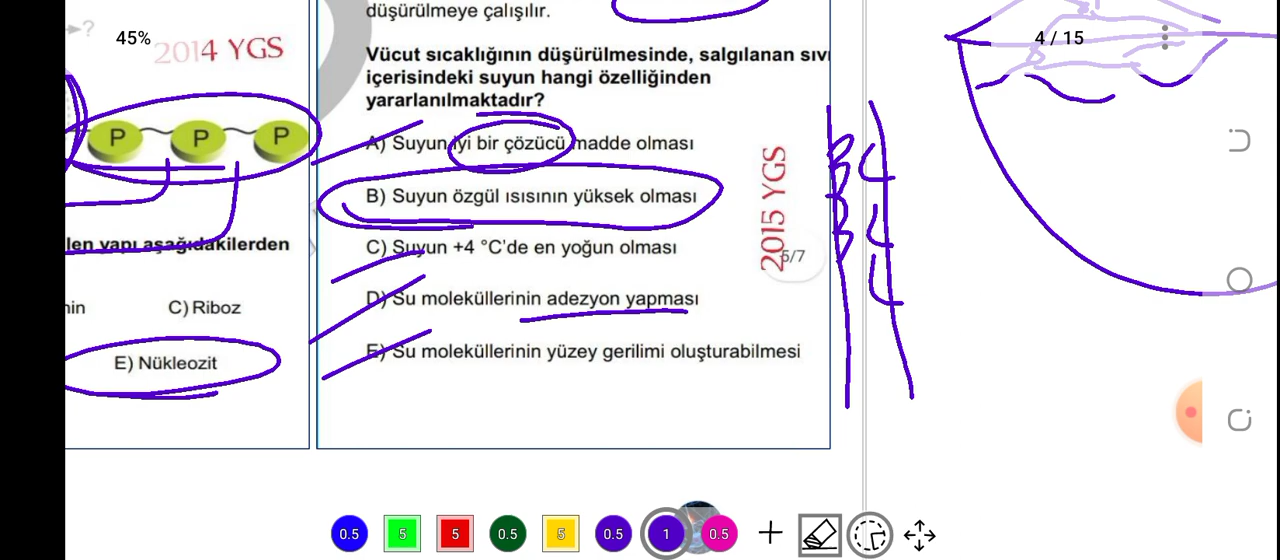 45%
2014 YGS
P P P
len yapı aşağıdakilerden
C) Riboz
E) Nükleozit
düşürülmeye çalışılır.
Vücut sıcaklığının düşürülmesinde, salgılanan sıvı
içerisindeki suyun hangi özelliğinden
yararlanılmaktadır?
A) Suyun iyi bir çözücü madde olması
B) Suyun özgül ısısının yüksek olması
C) Suyun +4 °C'de en yoğun olması
D) Su moleküllerinin adezyon yapması
E) Su moleküllerinin yüzey gerilimi oluşturabilmesi
2015 YGS
6/7
4 / 15
0.5 5 5 0.5 5 0.5 1 0.5